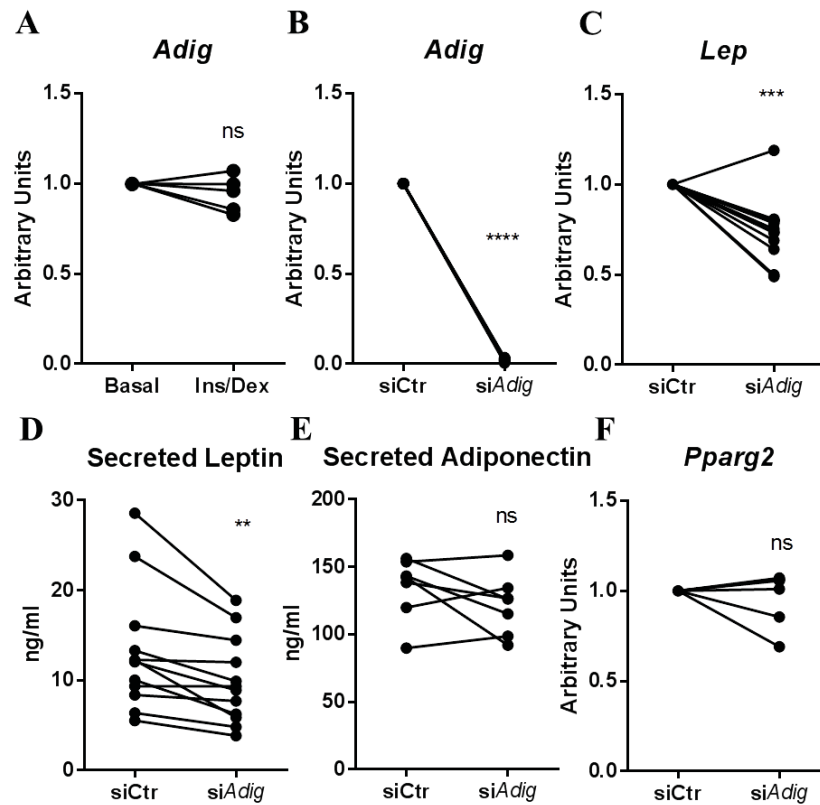 A
Adig
Arbitrary Units
1.5
1.0
0.5
0.0
ns
Basal
Ins/Dex
B
Adig
Arbitrary Units
1.5
1.0
0.5
0.0
****
siCtr
siAdig
C
Lep
Arbitrary Units
1.5
1.0
0.5
0.0
***
siCtr
siAdig
D
Secreted Leptin
ng/ml
30
20
10
0
**
siCtr
siAdig
E
Secreted Adiponectin
ng/ml
200
150
100
50
0
ns
siCtr
siAdig
F
Pparg2
Arbitrary Units
1.5
1.0
0.5
0.0
ns
siCtr
siAdig